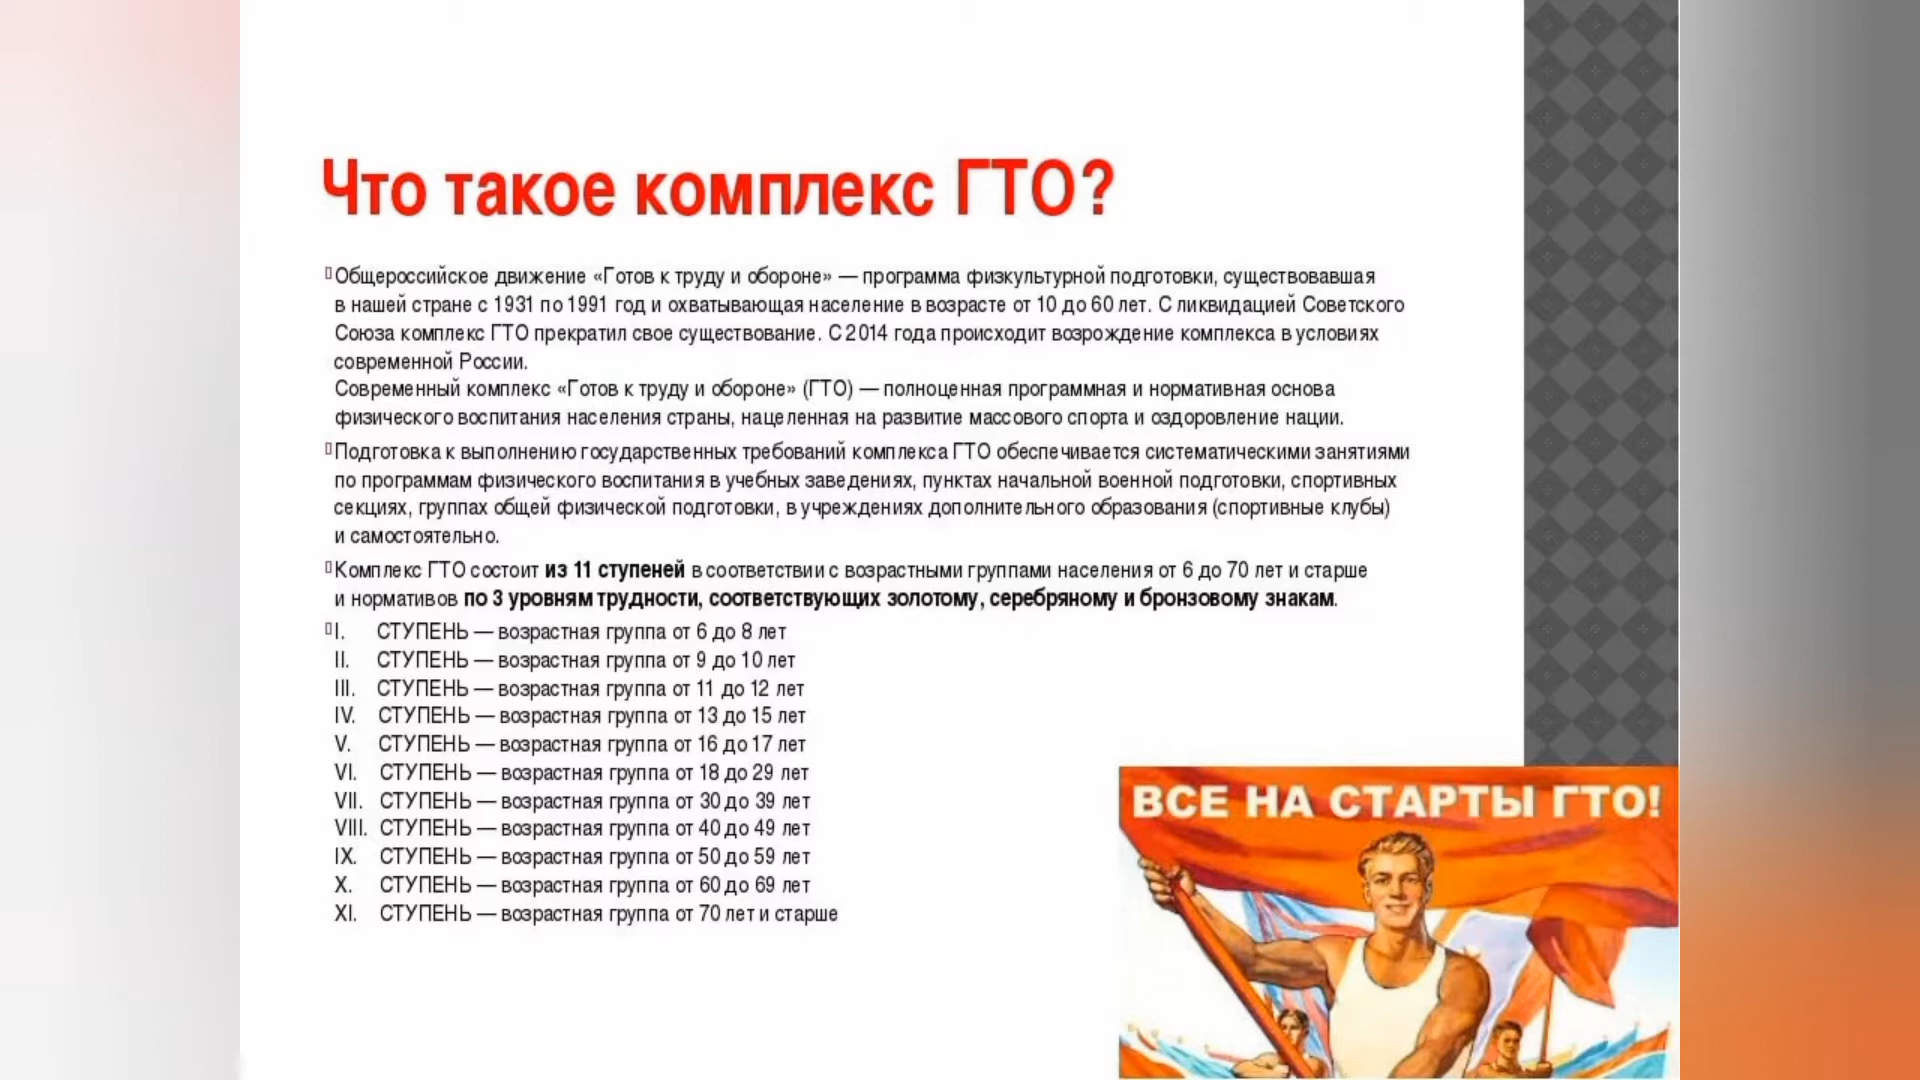 Что такое комплекс ГТО?
Общероссийское движение «Готов к труду и обороне» — программа физкультурной подготовки, существовавшая
в нашей стране с 1931 по 1991 год и охватывающая население в возрасте от 10 до 60 лет. С ликвидацией Советского
Союза комплекс ГТО прекратил свое существование. С 2014 года происходит возрождение комплекса в условиях
современной России.
Современный комплекс «Готов к труду и обороне» (ГТО) — полноценная программная и нормативная основа
физического воспитания населения страны, нацеленная на развитие массового спорта и оздоровление нации.
Подготовка к выполнению государственных требований комплекса ГТО обеспечивается систематическими занятиями
по программам физического воспитания в учебных заведениях, пунктах начальной военной подготовки, спортивных
секциях, группах общей физической подготовки, в учреждениях дополнительного образования (спортивные клубы)
и самостоятельно.
Комплекс ГТО состоит из 11 ступеней в соответствии с возрастными группами населения от 6 до 70 лет и старше
и нормативов по 3 уровням трудности, соответствующих золотому, серебряному и бронзовому знакам.
I. СТУПЕНЬ — возрастная группа от 6 до 8 лет
II. СТУПЕНЬ — возрастная группа от 9 до 10 лет
III. СТУПЕНЬ — возрастная группа от 11 до 12 лет
IV. СТУПЕНЬ — возрастная группа от 13 до 15 лет
V. СТУПЕНЬ — возрастная группа от 16 до 17 лет
VI. СТУПЕНЬ — возрастная группа от 18 до 29 лет
VII. СТУПЕНЬ — возрастная группа от 30 до 39 лет
VIII. СТУПЕНЬ — возрастная группа от 40 до 49 лет
IX. СТУПЕНЬ — возрастная группа от 50 до 59 лет
X. СТУПЕНЬ — возрастная группа от 60 до 69 лет
XI. СТУПЕНЬ — возрастная группа от 70 лет и старше
ВСЕ НА СТАРТЫ ГТО!